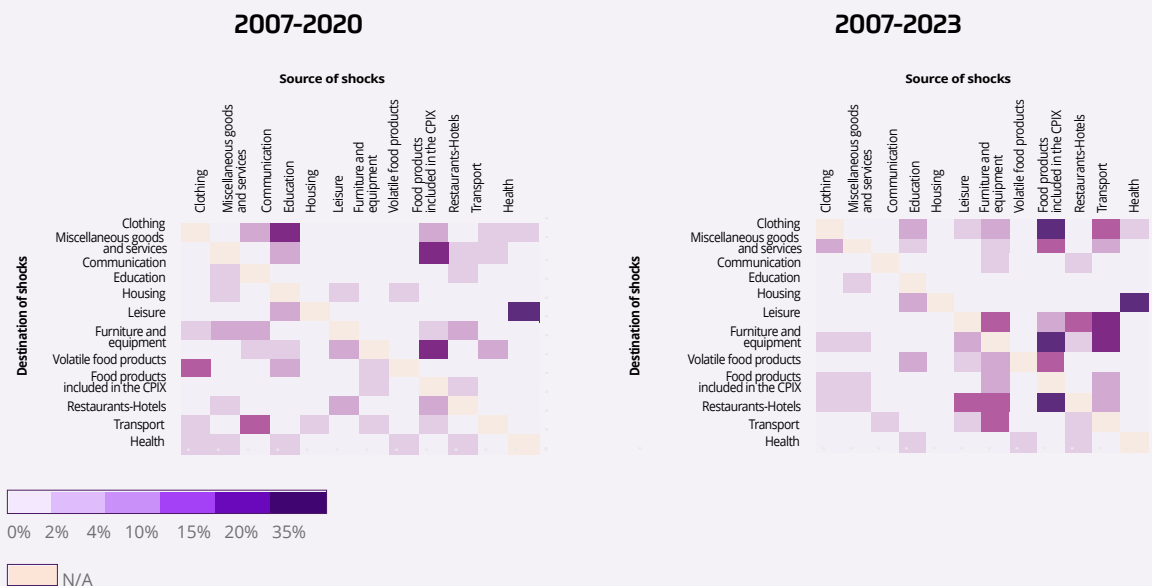 2007-2020
Source of shocks
Clothing
Miscellaneous goods
and services
Communication
Education
Housing
Leisure
Furniture and
equipment
Volatile food products
Food products
included in the CPIX
Restaurants-Hotels
Transport
Health
Destination of shocks
Clothing
Miscellaneous goods
and services
Communication
Education
Housing
Leisure
Furniture and
equipment
Volatile food products
Food products
included in the CPIX
Restaurants-Hotels
Transport
Health
2007-2023
Source of shocks
Clothing
Miscellaneous goods
and services
Communication
Education
Housing
Leisure
Furniture and
equipment
Volatile food products
Food products
included in the CPIX
Restaurants-Hotels
Transport
Health
Destination of shocks
Clothing
Miscellaneous goods
and services
Communication
Education
Housing
Leisure
Furniture and
equipment
Volatile food products
Food products
included in the CPIX
Restaurants-Hotels
Transport
Health
0% 2% 4% 10% 15% 20% 35%
N/A